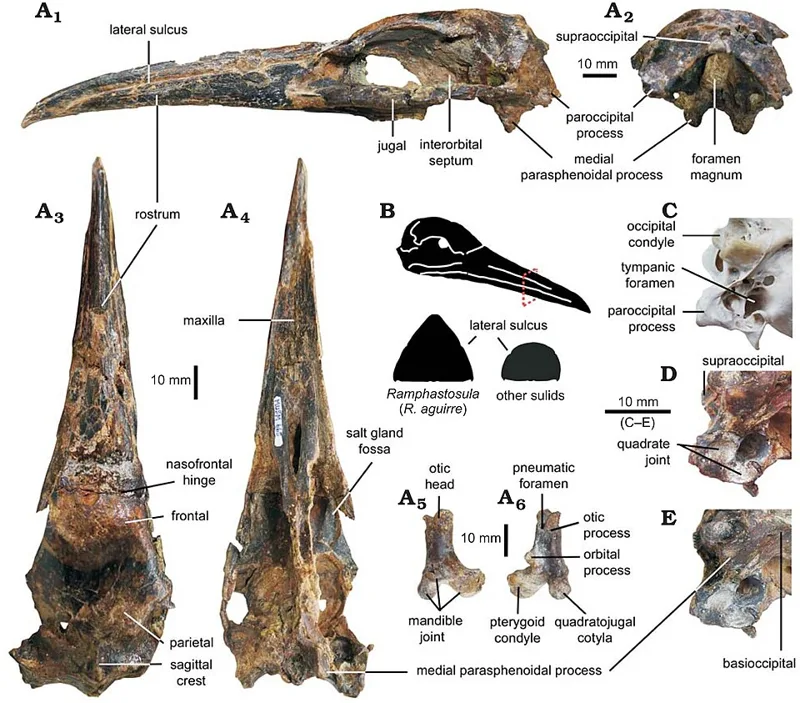 A1
A2
lateral sulcus
supraoccipital
10 mm
jugal
interorbital
septum
paroccipital
process
medial
parasphenoidal process
foramen
magnum
A3
A4
rostrum
B
C
occipital
condyle
tympanic
foramen
paroccipital
process
maxilla
lateral sulcus
10 mm
Ramphastosula
(R. aguirre)
other sulids
supraoccipital
D
10 mm
(C–E)
quadrate
joint
salt gland
fossa
nasofrontal
hinge
frontal
otic
head
pneumatic
foramen
A5
A6
10 mm
otic
process
orbital
process
E
mandible
joint
pterygoid
condyle
quadratojugal
cotyla
parietal
sagittal
crest
medial parasphenoidal process
basioccipital